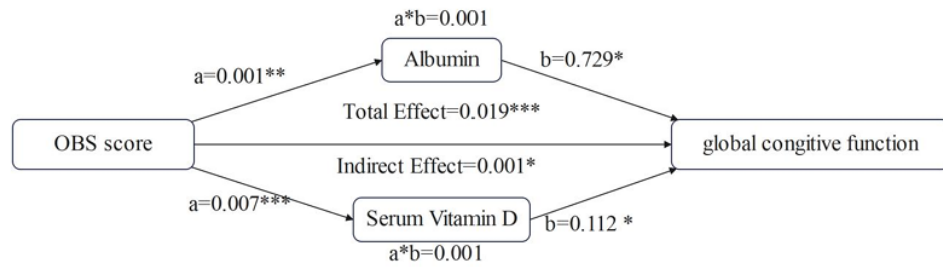 a*b=0.001
Albumin
a=0.001**
b=0.729*
Total Effect=0.019***
OBS score
global congitive function
Indirect Effect=0.001*
a=0.007***
Serum Vitamin D
b=0.112 *
a*b=0.001